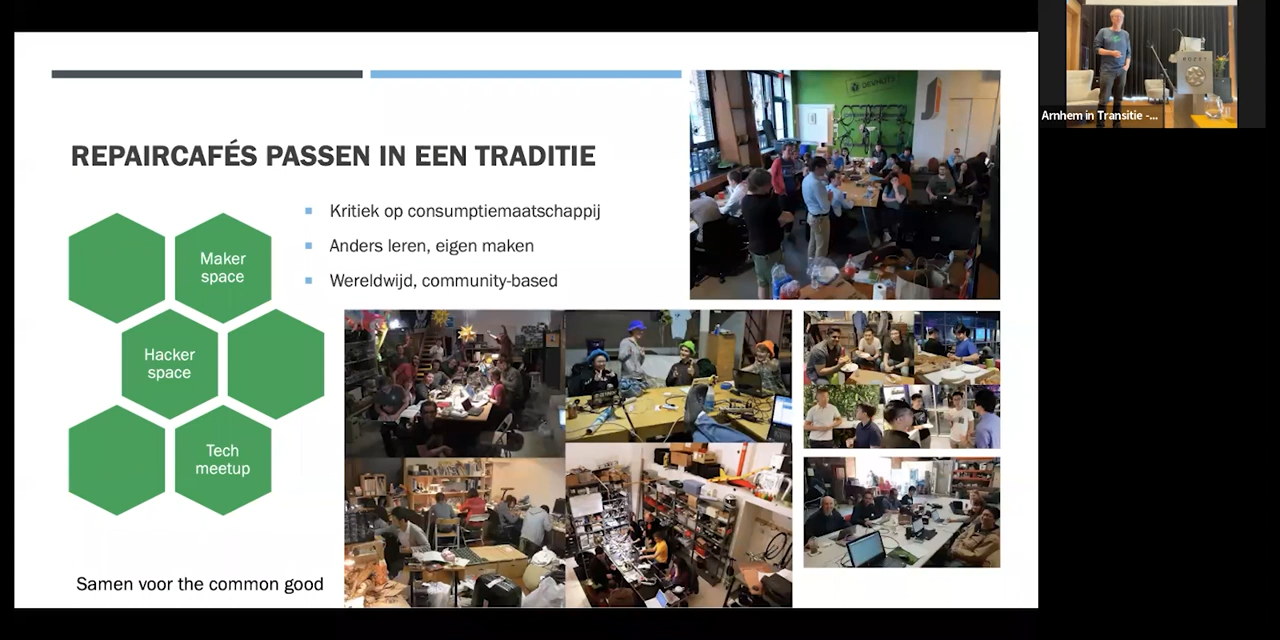 REPAIRCAFÉS PASSEN IN EEN TRADITIE
Kritiek op consumptiemaatschappij
Anders leren, eigen maken
Wereldwijd, community-based
Maker
space
Hacker
space
Tech
meetup
Samen voor the common good
Arnhem in Transitie -...
ROZET